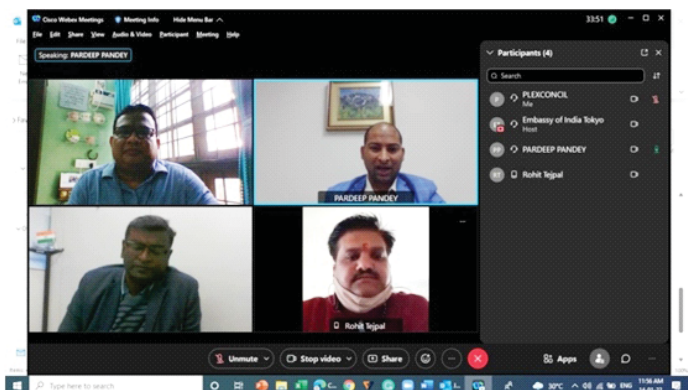 Cisco Webex Meetings
Meeting Info
Hide Menu Bar
33:51
File Edit Share View Audio & Video Participant Meeting Help
Speaking: PARDEEP PANDEY
Participants (4)
Search
P
PLEXCONCIL
Me
Embassy of India Tokyo
Host
PP
PARDEEP PANDEY
RT
Rohit Tejpal
PARDEEP PANDEY
Rohit Tejpal
Unmute
Stop video
Share
Apps
Type here to search
30°C
ENG
11:56 AM